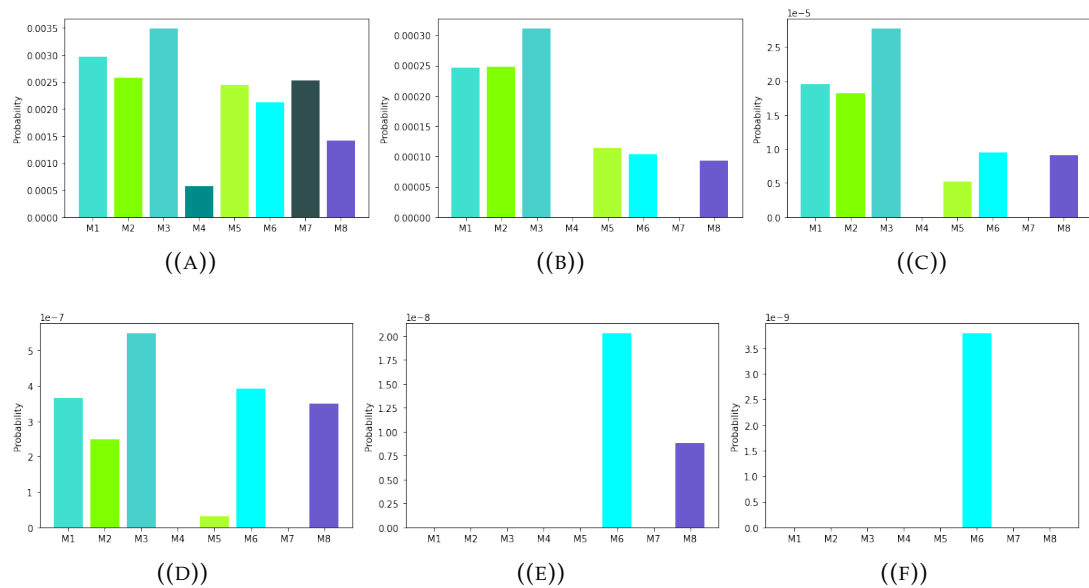 0.0035
0.0030
0.0025
0.0020
0.0015
0.0010
0.0005
0.0000
Probability
M1 M2 M3 M4 M5 M6 M7 M8
((A))
0.00030
0.00025
0.00020
0.00015
0.00010
0.00005
0.00000
Probability
M1 M2 M3 M4 M5 M6 M7 M8
((B))
1e-5
2.5
2.0
1.5
1.0
0.5
0.0
Probability
M1 M2 M3 M4 M5 M6 M7 M8
((C))
1e-7
5
4
3
2
1
0
Probability
M1 M2 M3 M4 M5 M6 M7 M8
((D))
1e-8
2.00
1.75
1.50
1.25
1.00
0.75
0.50
0.25
0.00
Probability
M1 M2 M3 M4 M5 M6 M7 M8
((E))
1e-9
3.5
3.0
2.5
2.0
1.5
1.0
0.5
0.0
Probability
M1 M2 M3 M4 M5 M6 M7 M8
((F))